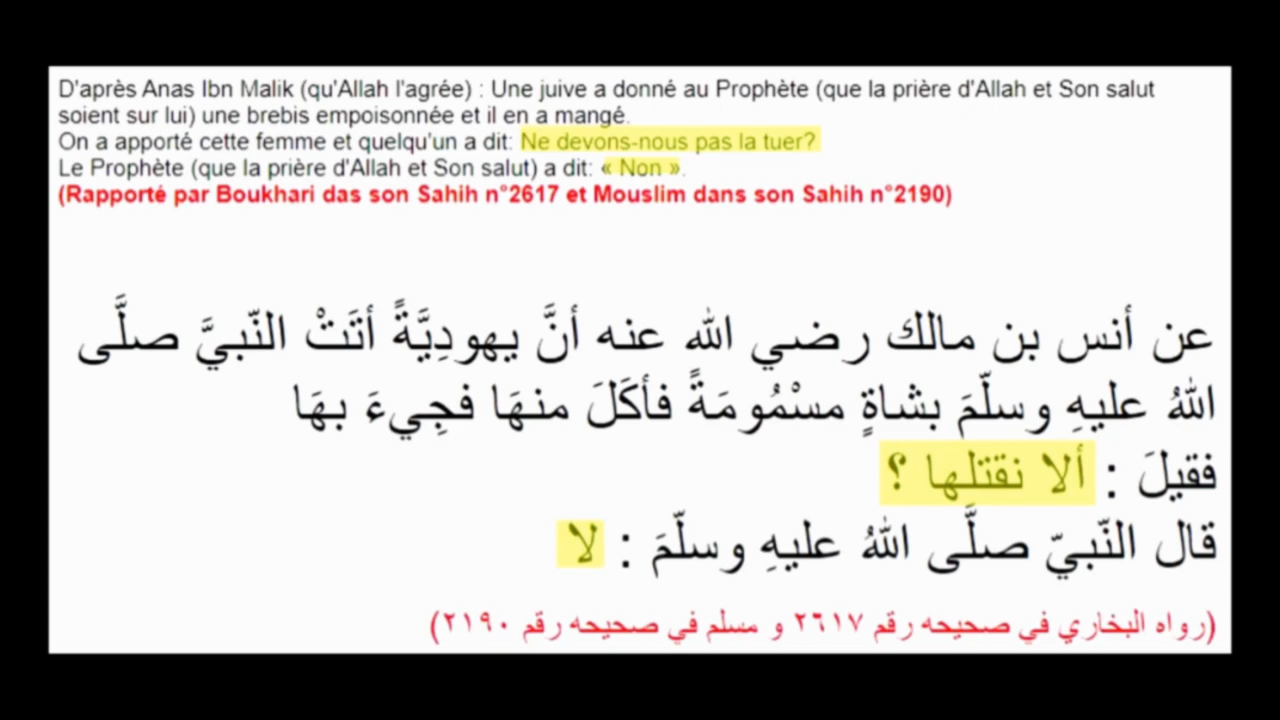 D'après Anas Ibn Malik (qu'Allah l'agrée) : Une juive a donné au Prophète (que la prière d'Allah et Son salut
soient sur lui) une brebis empoisonnée et il en a mangé.
On a apporté cette femme et quelqu'un a dit: Ne devons-nous pas la tuer?
Le Prophète (que la prière d'Allah et Son salut) a dit: « Non ».
(Rapporté par Boukhari das son Sahih n°2617 et Mouslim dans son Sahih n°2190)
عن أنس بن مالك رضي الله عنه أنَّ يهودِيَّةً أتَتْ النّبيَّ صلَّى
اللهُ عليهِ وسلّمَ بشاةٍ مسْمُومَةً فأكَلَ منهَا فجِيءَ بهَا
فقيلَ : ألا نقتلها ؟
قال النّبيّ صلَّى اللهُ عليهِ وسلّمَ : لا
(رواه البخاري في صحيحه رقم ٢٦١٧ و مسلم في صحيحه رقم ٢١٩٠)